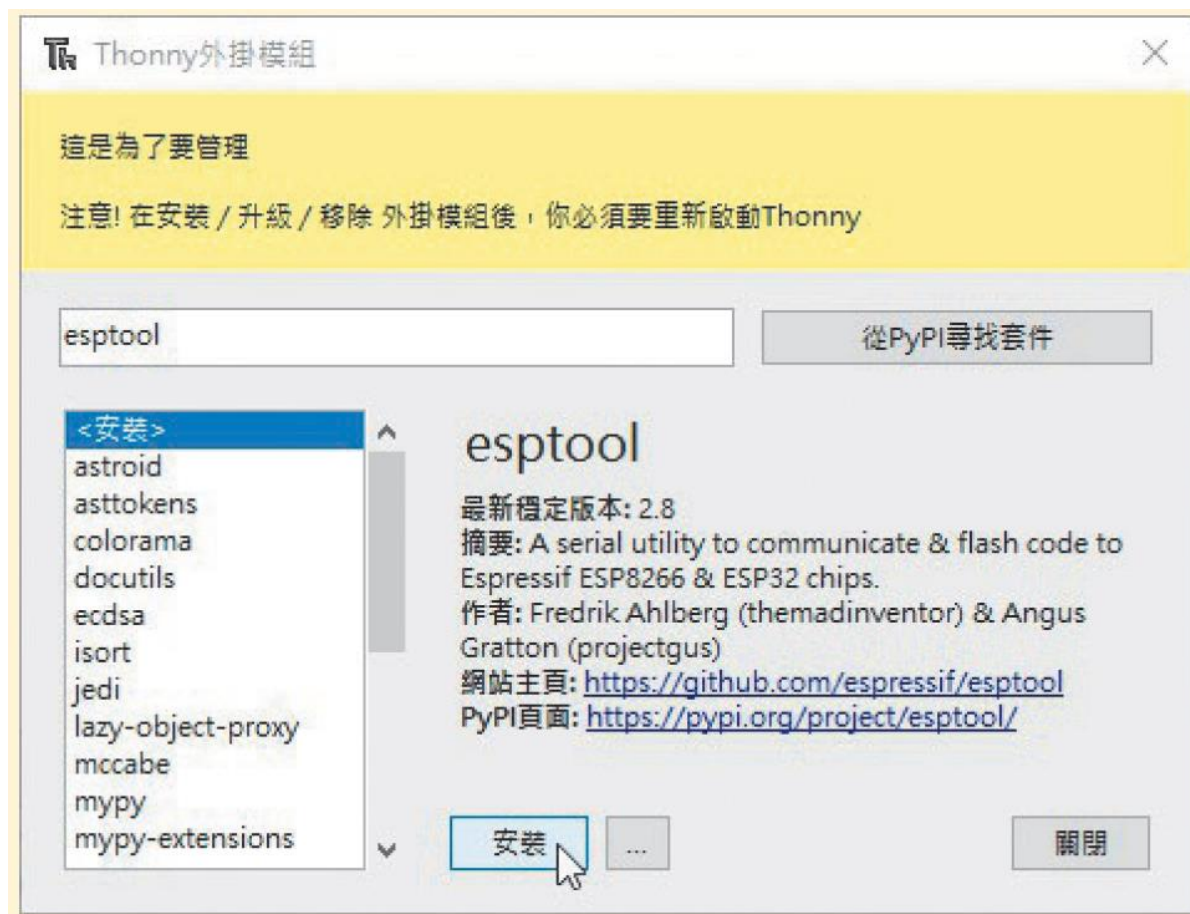 Thonny外掛模組
這是為了要管理
注意! 在安裝 / 升級 / 移除 外掛模組後，你必須要重新啟動Thonny
esptool
從PyPI尋找套件
<安裝>
astroid
asttokens
colorama
docutils
ecdsa
isort
jedi
lazy-object-proxy
mccabe
mypy
mypy-extensions
esptool
最新穩定版本: 2.8
摘要: A serial utility to communicate & flash code to
Espressif ESP8266 & ESP32 chips.
作者: Fredrik Ahlberg (themadinventor) & Angus
Gratton (projectgus)
網站主頁: https://github.com/espressif/esptool
PyPI頁面: https://pypi.org/project/esptool/
安裝
...
關閉